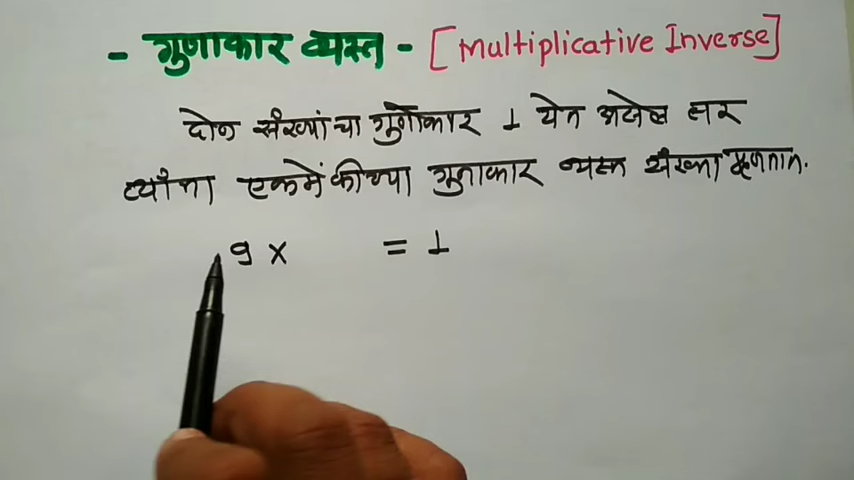 - गुणाकार व्यस्त - [Multiplicative Inverse]
दोन संख्यांचा गुणाकार 1 येत असेल तर
त्यांना एकमेंकीच्या गुणाकार व्यस्त संख्या म्हणतात.
9 x = 1